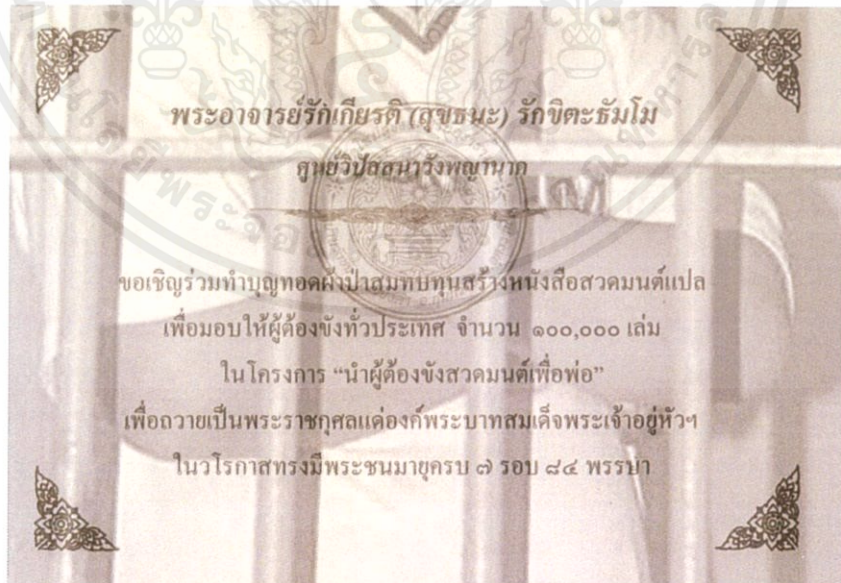 พระอาจารย์รักเกียรติ (สุขธนะ) รักขิตะธัมโม
ศูนย์วิปัสสนาวังพญานาค
ขอเชิญร่วมทำบุญทอดผ้าป่าสมทบทุนสร้างหนังสือสวดมนต์แปล
เพื่อมอบให้ผู้ต้องขังทั่วประเทศ จำนวน ๑๐๐,๐๐๐ เล่ม
ในโครงการ “นำผู้ต้องขังสวดมนต์เพื่อพ่อ”
เพื่อถวายเป็นพระราชกุศลแด่องค์พระบาทสมเด็จพระเจ้าอยู่หัวฯ
ในวโรกาสทรงมีพระชนมายุครบ ๗ รอบ ๘๔ พรรษา